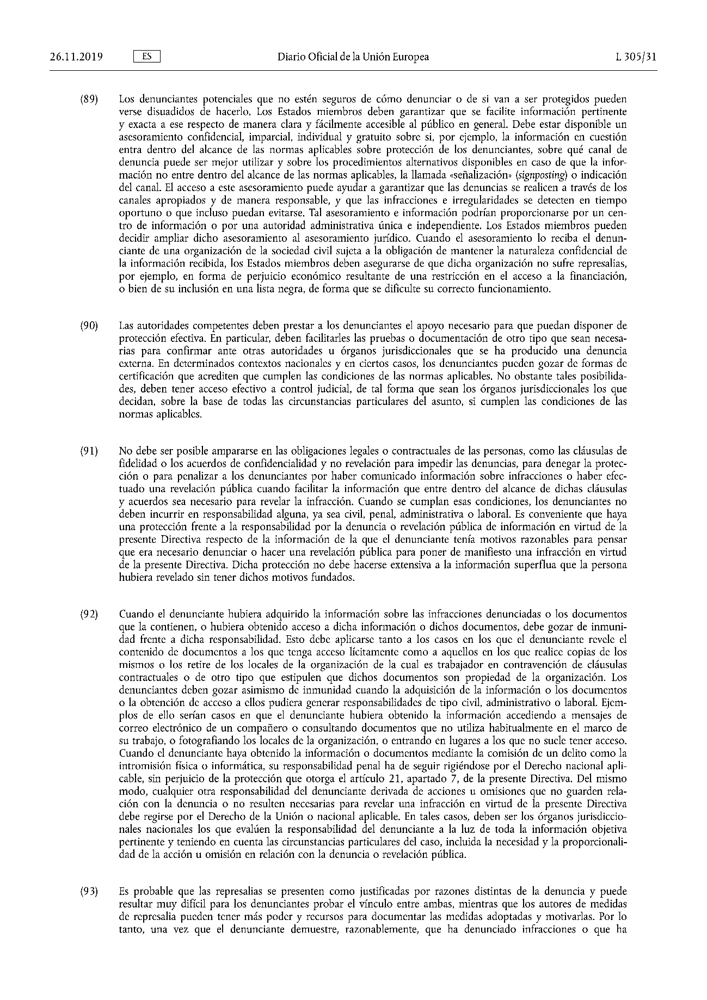 26.11.2019 ES Diario Oficial de la Unión Europea L 305/31
(89) Los denunciantes potenciales que no estén seguros de cómo denunciar o de si van a ser protegidos pueden
verse disuadidos de hacerlo. Los Estados miembros deben garantizar que se facilite información pertinente
y exacta a ese respecto de manera clara y fácilmente accesible al público en general. Debe estar disponible un
asesoramiento confidencial, imparcial, individual y gratuito sobre si, por ejemplo, la información en cuestión
entra dentro del alcance de las normas aplicables sobre protección de los denunciantes, sobre qué canal de
denuncia puede ser mejor utilizar y sobre los procedimientos alternativos disponibles en caso de que la infor-
mación no entre dentro del alcance de las normas aplicables, la llamada «señalización» (signposting) o indicación
del canal. El acceso a este asesoramiento puede ayudar a garantizar que las denuncias se realicen a través de los
canales apropiados y de manera responsable, y que las infracciones e irregularidades se detecten en tiempo
oportuno o que incluso puedan evitarse. Tal asesoramiento e información podrían proporcionarse por un cen-
tro de información o por una autoridad administrativa única e independiente. Los Estados miembros pueden
decidir ampliar dicho asesoramiento al asesoramiento jurídico. Cuando el asesoramiento lo reciba el denun-
ciante de una organización de la sociedad civil sujeta a la obligación de mantener la naturaleza confidencial de
la información recibida, los Estados miembros deben asegurarse de que dicha organización no sufre represalias,
por ejemplo, en forma de perjuicio económico resultante de una restricción en el acceso a la financiación,
o bien de su inclusión en una lista negra, de forma que se dificulte su correcto funcionamiento.
(90) Las autoridades competentes deben prestar a los denunciantes el apoyo necesario para que puedan disponer de
protección efectiva. En particular, deben facilitarles las pruebas o documentación de otro tipo que sean necesa-
rias para confirmar ante otras autoridades u órganos jurisdiccionales que se ha producido una denuncia
externa. En determinados contextos nacionales y en ciertos casos, los denunciantes pueden gozar de formas de
certificación que acrediten que cumplen las condiciones de las normas aplicables. No obstante tales posibilida-
des, deben tener acceso efectivo a control judicial, de tal forma que sean los órganos jurisdiccionales los que
decidan, sobre la base de todas las circunstancias particulares del asunto, si cumplen las condiciones de las
normas aplicables.
(91) No debe ser posible ampararse en las obligaciones legales o contractuales de las personas, como las cláusulas de
fidelidad o los acuerdos de confidencialidad y no revelación para impedir las denuncias, para denegar la protec-
ción o para penalizar a los denunciantes por haber comunicado información sobre infracciones o haber efec-
tuado una revelación pública cuando facilitar la información que entre dentro del alcance de dichas cláusulas
y acuerdos sea necesario para revelar la infracción. Cuando se cumplan esas condiciones, los denunciantes no
deben incurrir en responsabilidad alguna, ya sea civil, penal, administrativa o laboral. Es conveniente que haya
una protección frente a la responsabilidad por la denuncia o revelación pública de información en virtud de la
presente Directiva respecto de la información de la que el denunciante tenía motivos razonables para pensar
que era necesario denunciar o hacer una revelación pública para poner de manifiesto una infracción en virtud
de la presente Directiva. Dicha protección no debe hacerse extensiva a la información superflua que la persona
hubiera revelado sin tener dichos motivos fundados.
(92) Cuando el denunciante hubiera adquirido la información sobre las infracciones denunciadas o los documentos
que la contienen, o hubiera obtenido acceso a dicha información o dichos documentos, debe gozar de inmuni-
dad frente a dicha responsabilidad. Esto debe aplicarse tanto a los casos en los que el denunciante revele el
contenido de documentos a los que tenga acceso lícitamente como a aquellos en los que realice copias de los
mismos o los retire de los locales de la organización de la cual es trabajador en contravención de cláusulas
contractuales o de otro tipo que estipulen que dichos documentos son propiedad de la organización. Los
denunciantes deben gozar asimismo de inmunidad cuando la adquisición de la información o los documentos
o la obtención de acceso a ellos pudiera generar responsabilidades de tipo civil, administrativo o laboral. Ejem-
plos de ello serían casos en que el denunciante hubiera obtenido la información accediendo a mensajes de
correo electrónico de un compañero o consultando documentos que no utiliza habitualmente en el marco de
su trabajo, o fotografiando los locales de la organización, o entrando en lugares a los que no suele tener acceso.
Cuando el denunciante haya obtenido la información o documentos mediante la comisión de un delito como la
intromisión física o informática, su responsabilidad penal ha de seguir rigiéndose por el Derecho nacional apli-
cable, sin perjuicio de la protección que otorga el artículo 21, apartado 7, de la presente Directiva. Del mismo
modo, cualquier otra responsabilidad del denunciante derivada de acciones u omisiones que no guarden rela-
ción con la denuncia o no resulten necesarias para revelar una infracción en virtud de la presente Directiva
debe regirse por el Derecho de la Unión o nacional aplicable. En tales casos, deben ser los órganos jurisdiccio-
nales nacionales los que evalúen la responsabilidad del denunciante a la luz de toda la información objetiva
pertinente y teniendo en cuenta las circunstancias particulares del caso, incluida la necesidad y la proporcionali-
dad de la acción u omisión en relación con la denuncia o revelación pública.
(93) Es probable que las represalias se presenten como justificadas por razones distintas de la denuncia y puede
resultar muy difícil para los denunciantes probar el vínculo entre ambas, mientras que los autores de medidas
de represalia pueden tener más poder y recursos para documentar las medidas adoptadas y motivarlas. Por lo
tanto, una vez que el denunciante demuestre, razonablemente, que ha denunciado infracciones o que ha